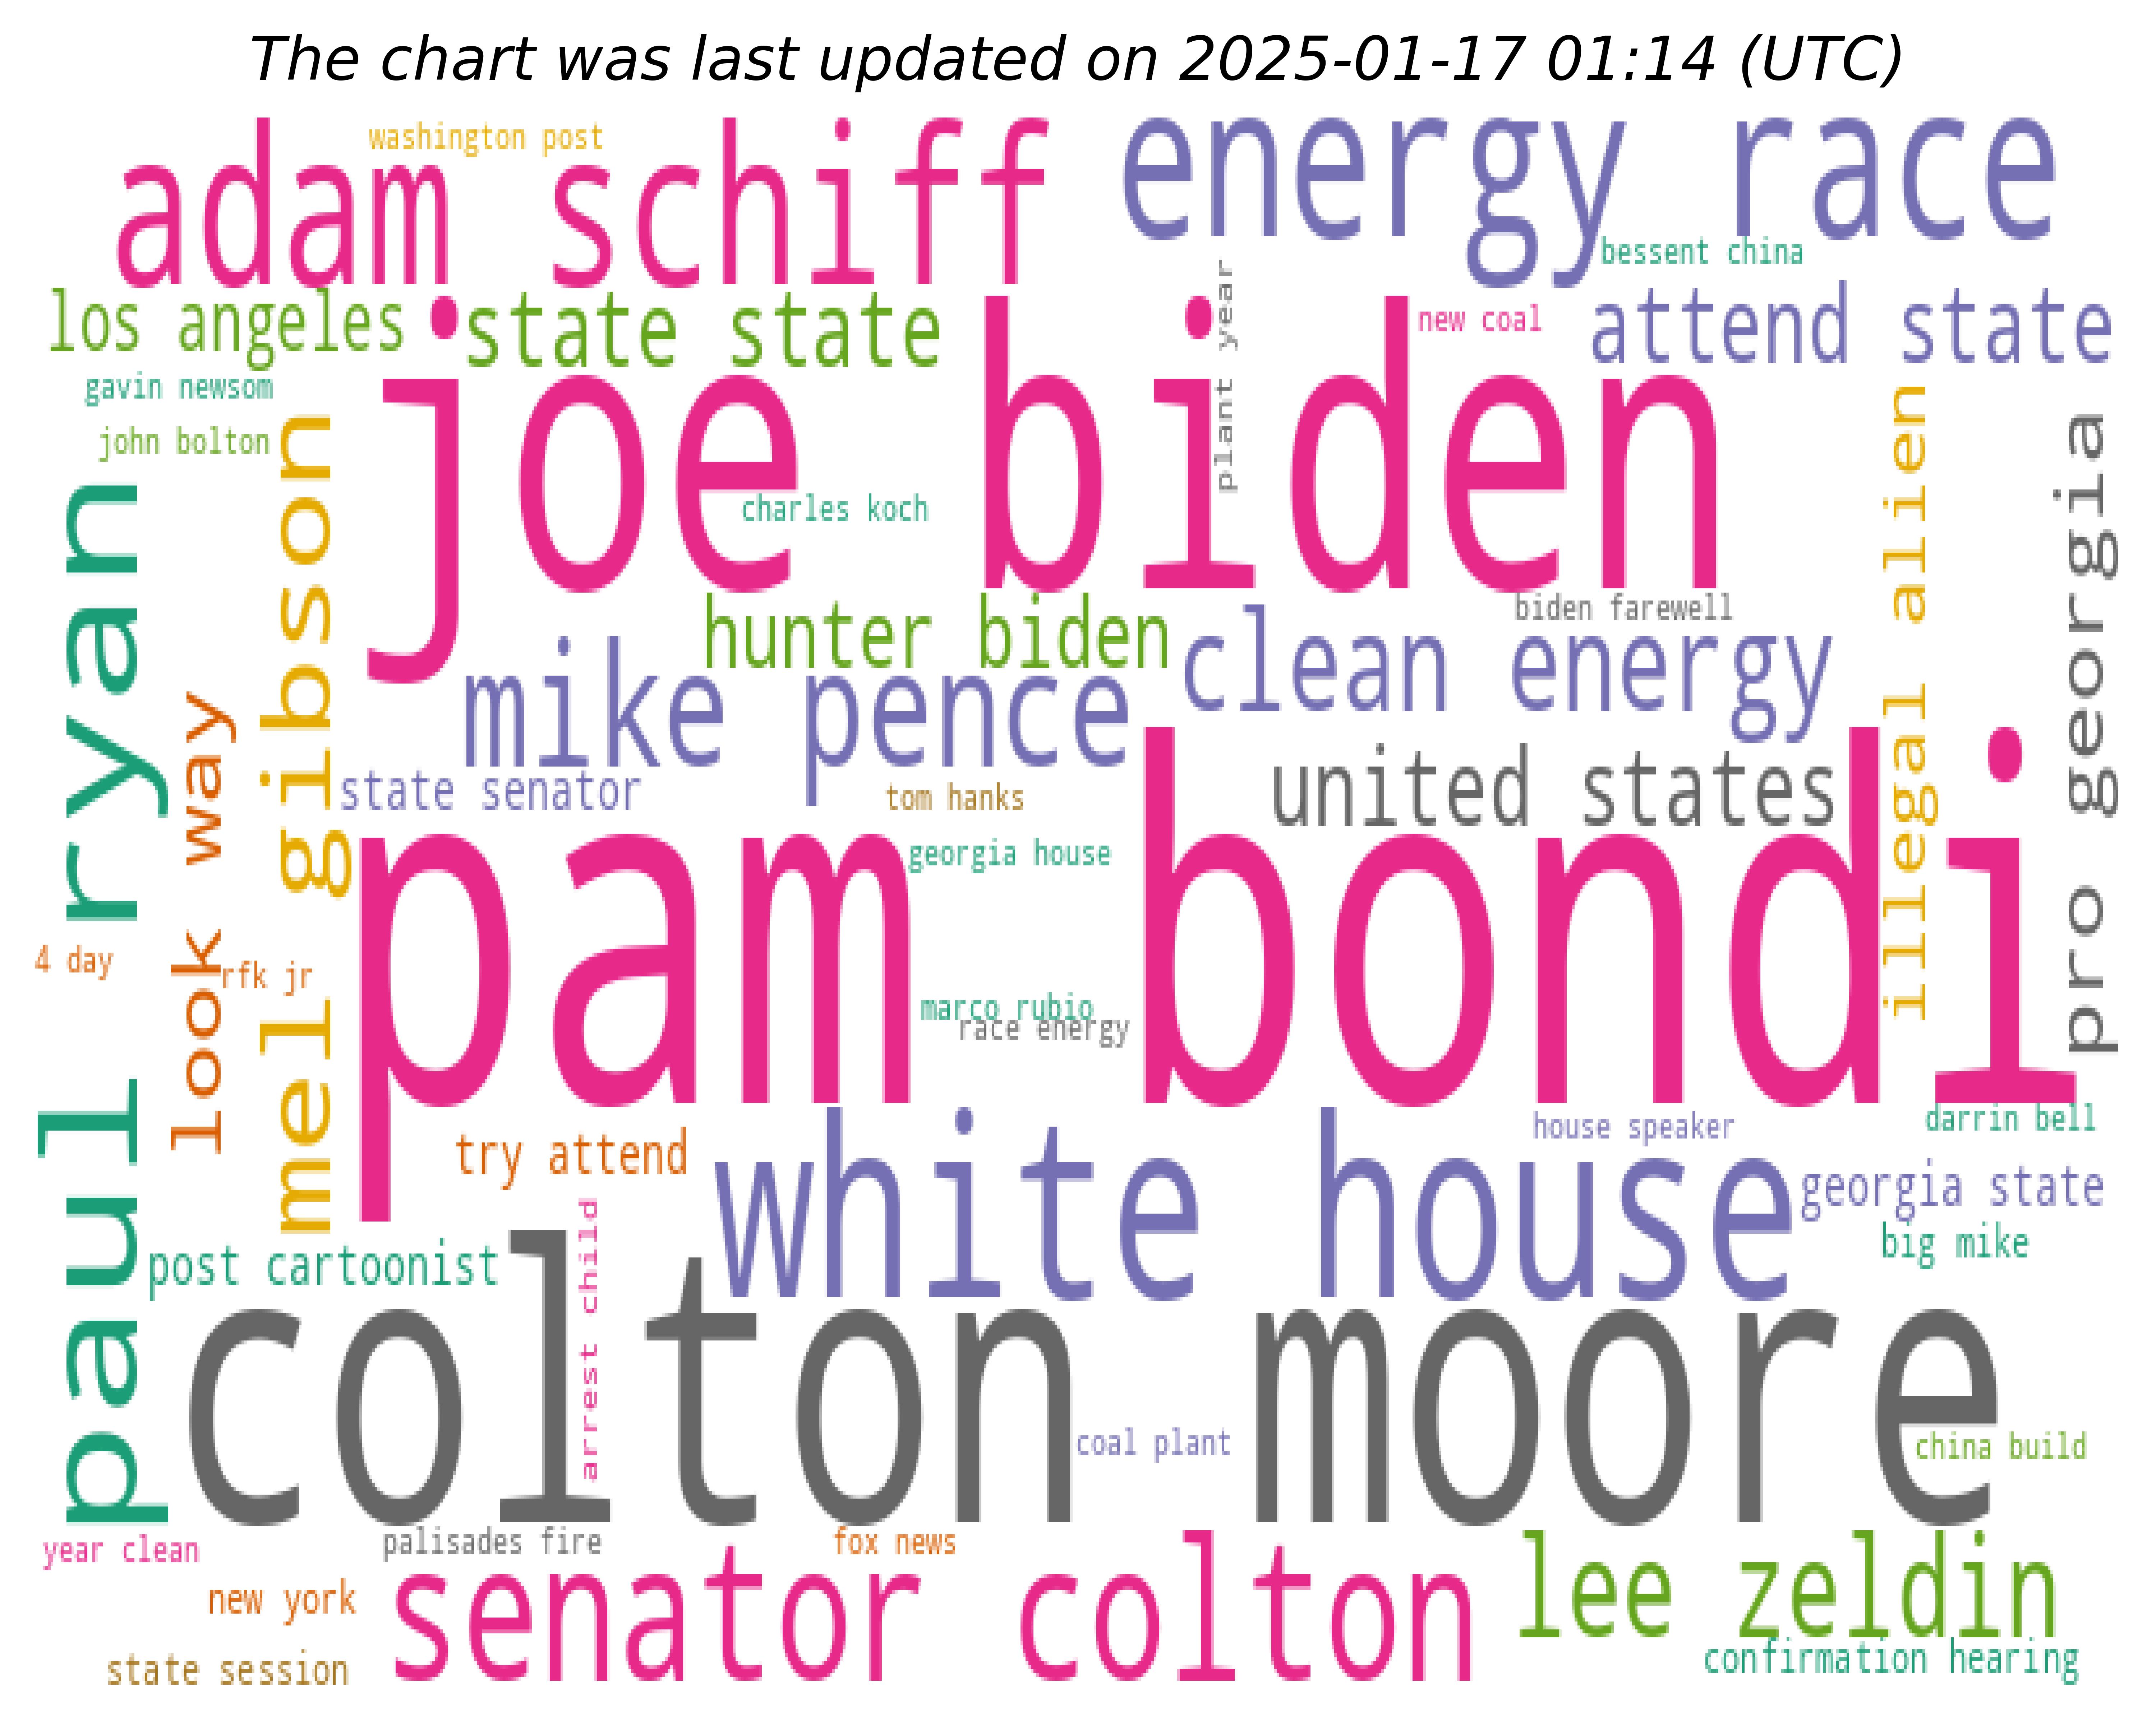 The chart was last updated on 2025-01-17 01:14 (UTC)
washington post
adam schiff
energy race
bessent china
plant year
los angeles
state state
new coal
attend state
gavin newsom
john bolton
joe biden
charles koch
illegal alien
pro georgia
paul ryan
mel gibson
look way
hunter biden
biden farewell
clean energy
mike pence
state senator
tom hanks
united states
georgia house
pam bondi
4 day
rfk jr
marco rubio
race energy
try attend
white house
house speaker
darrin bell
georgia state
big mike
post cartoonist
arrest child
colton moore
coal plant
china build
year clean
palisades fire
fox news
new york
senator colton
lee zeldin
confirmation hearing
state session